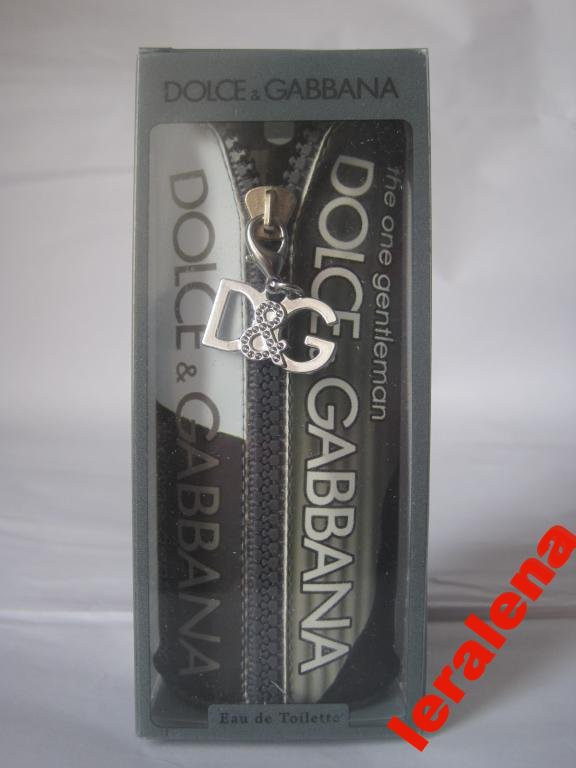 DOLCE & GABBANA
DOLCE & GABBANA
the one gentleman
DOLCE & GABBANA
D&G
Eau de Toilette
leralena